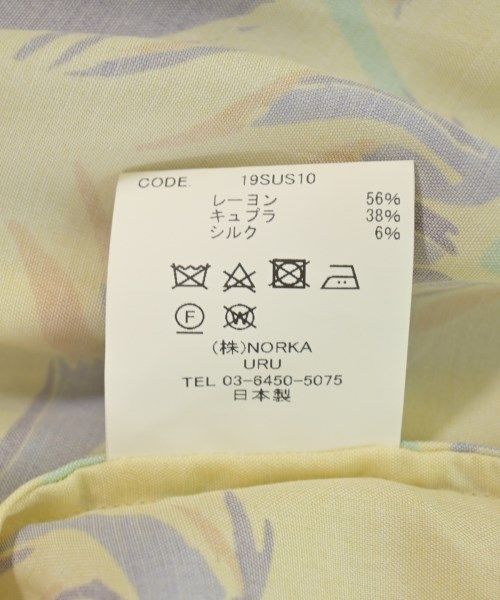 CODE. 19SUS10
レーヨン 56%
キュプラ 38%
シルク 6%
F W
(株)NORKA
URU
TEL 03-6450-5075
日本製